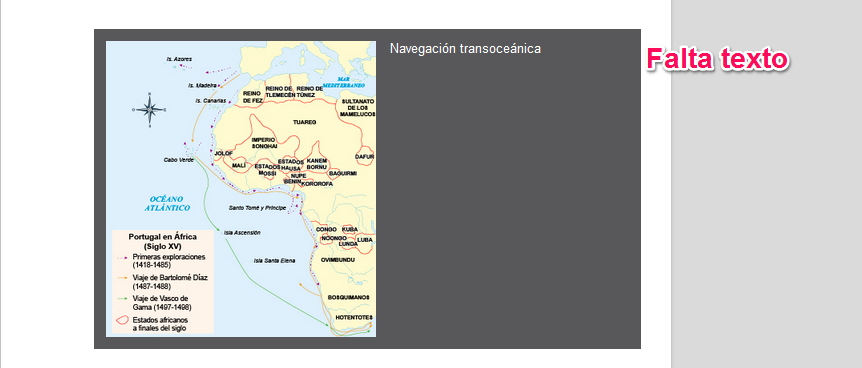 Navegación transoceánica
Falta texto
Is. Azores
MAR
MEDITERRÁNEO
Is. Madeira
Is. Canarias
REINO
DE FEZ
REINO DE
TLEMECÉN
REINO DE
TÚNEZ
SULTANATO
DE LOS
MAMELUCOS
TUAREG
IMPERIO
SONGHAI
JOLOF
Cabo Verde
MALI
ESTADOS
MOSSI
ESTADOS
HAUSA
KANEM
BORNU
DAFUR
BAGUIRMI
NUPE
BENIN
KOROROFA
OCÉANO
ATLÁNTICO
Santo Tomé y Príncipe
Isla Ascensión
CONGO
KUBA
NDONGO
LUNDA
LUBA
Isla Santa Elena
OVIMBUNDU
BOSQUIMANOS
HOTENTOTES
Portugal en África
(Siglo XV)
Primeras exploraciones
(1418-1485)
Viaje de Bartolomé Díaz
(1487-1488)
Viaje de Vasco de
Gama (1497-1498)
Estados africanos
a finales del siglo